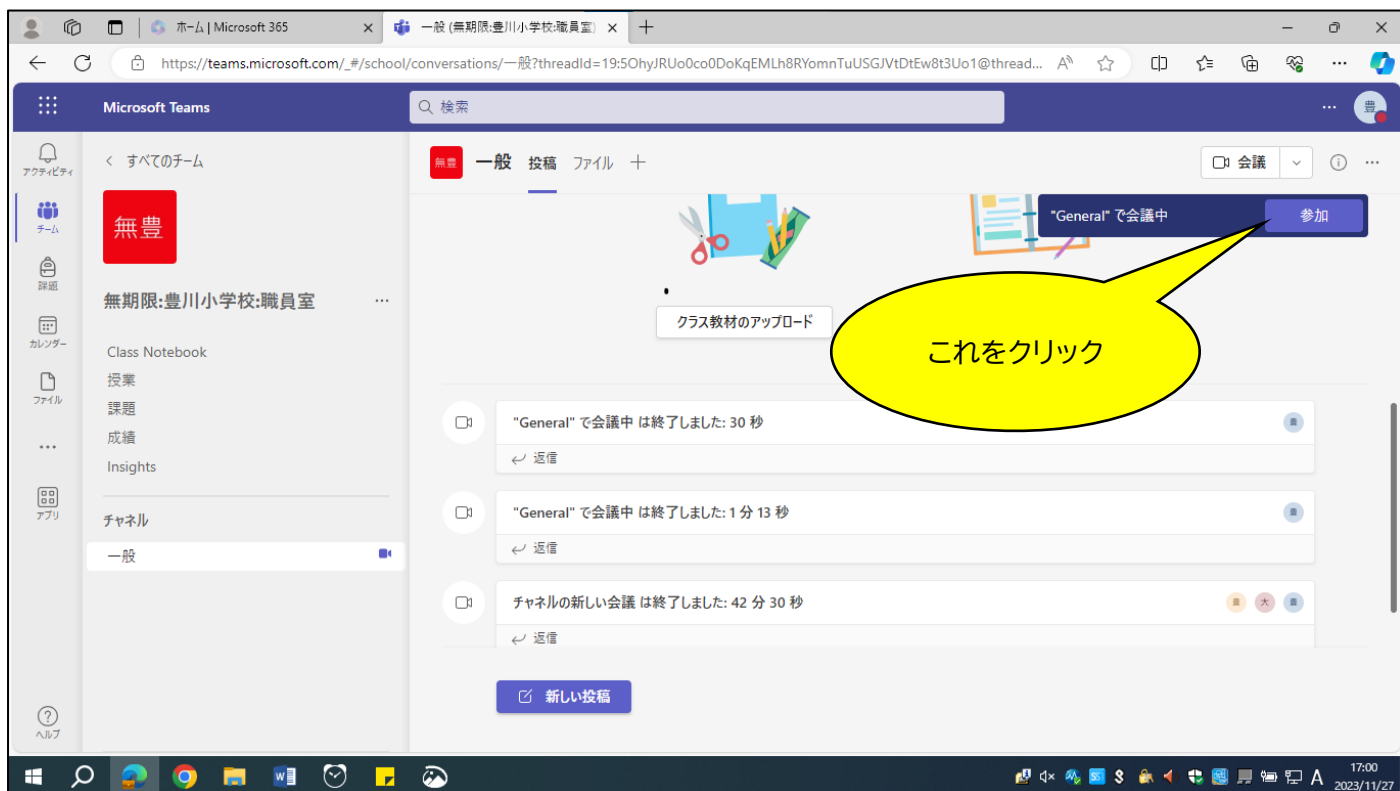 ホーム | Microsoft 365
一般 (無期限:豊川小学校:職員室)
https://teams.microsoft.com/_#/school/conversations/一般?threadId=19:5OhyJRUo0co0DoKqEMLh8RYomnTuUSGJVtDtEw8t3Uo1@thread...
Microsoft Teams
検索
豊
アクティビティ
チーム
課題
カレンダー
ファイル
アプリ
ヘルプ
すべてのチーム
無豊
無期限:豊川小学校:職員室
Class Notebook
授業
課題
成績
Insights
チャネル
一般
無豊
一般 投稿 ファイル
会議
"General" で会議中
参加
クラス教材のアップロード
これをクリック
"General" で会議中 は終了しました: 30 秒
返信
"General" で会議中 は終了しました: 1 分 13 秒
返信
チャネルの新しい会議 は終了しました: 42 分 30 秒
大
返信
新しい投稿
A
17:00
2023/11/27